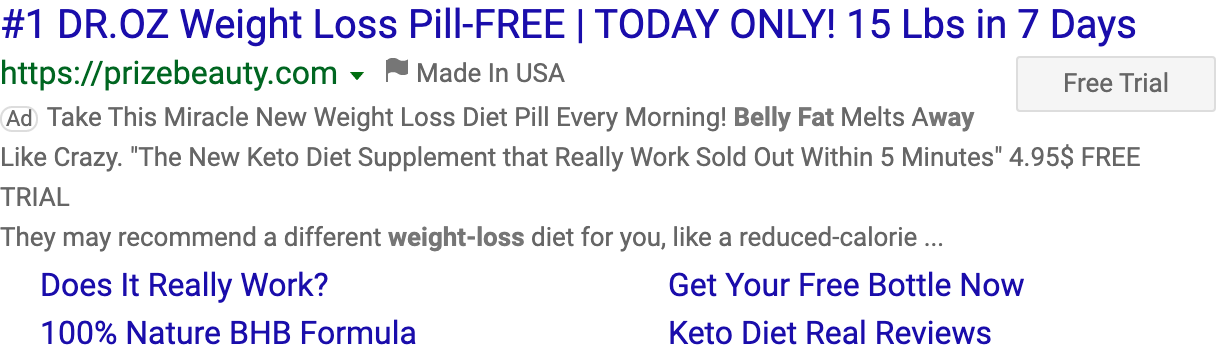 #1 DR.OZ Weight Loss Pill-FREE | TODAY ONLY! 15 Lbs in 7 Days
https://prizebeauty.com Made In USA
Free Trial
Ad Take This Miracle New Weight Loss Diet Pill Every Morning! Belly Fat Melts Away
Like Crazy. "The New Keto Diet Supplement that Really Work Sold Out Within 5 Minutes" 4.95$ FREE
TRIAL
They may recommend a different weight-loss diet for you, like a reduced-calorie ...
Does It Really Work?
Get Your Free Bottle Now
100% Nature BHB Formula
Keto Diet Real Reviews